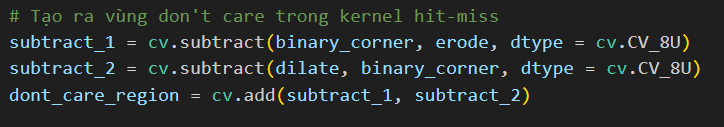 # Tạo ra vùng don't care trong kernel hit-miss
subtract_1 = cv.subtract(binary_corner, erode, dtype = cv.CV_8U)
subtract_2 = cv.subtract(dilate, binary_corner, dtype = cv.CV_8U)
dont_care_region = cv.add(subtract_1, subtract_2)